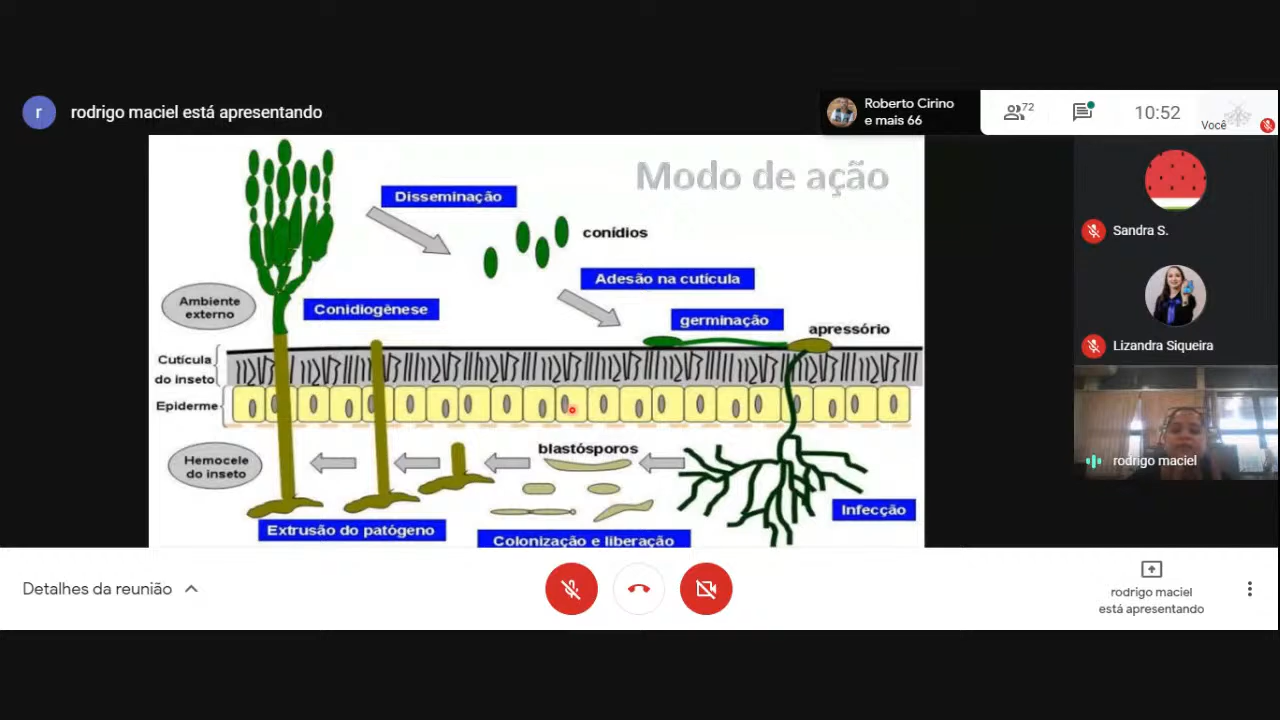 r
rodrigo maciel está apresentando
Roberto Cirino
e mais 66
72
10:52
Você
Modo de ação
Disseminação
conídios
Adesão na cutícula
Ambiente
externo
Conidiogênese
germinação
apressório
Cutícula
do inseto
Epiderme
Hemocele
do inseto
blastósporos
Extrusão do patógeno
Colonização e liberação
Infecção
Sandra S.
Lizandra Siqueira
rodrigo maciel
Detalhes da reunião
rodrigo maciel
está apresentando